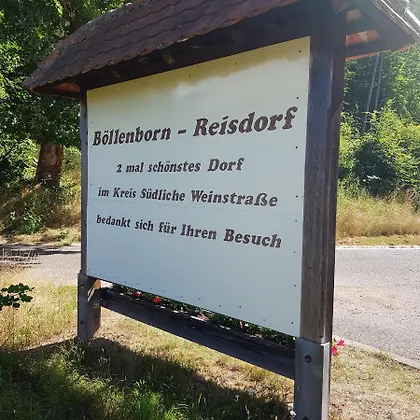 Böllenborn – Reisdorf
2 mal schönstes Dorf
im Kreis Südliche Weinstraße
bedankt sich für Ihren Besuch